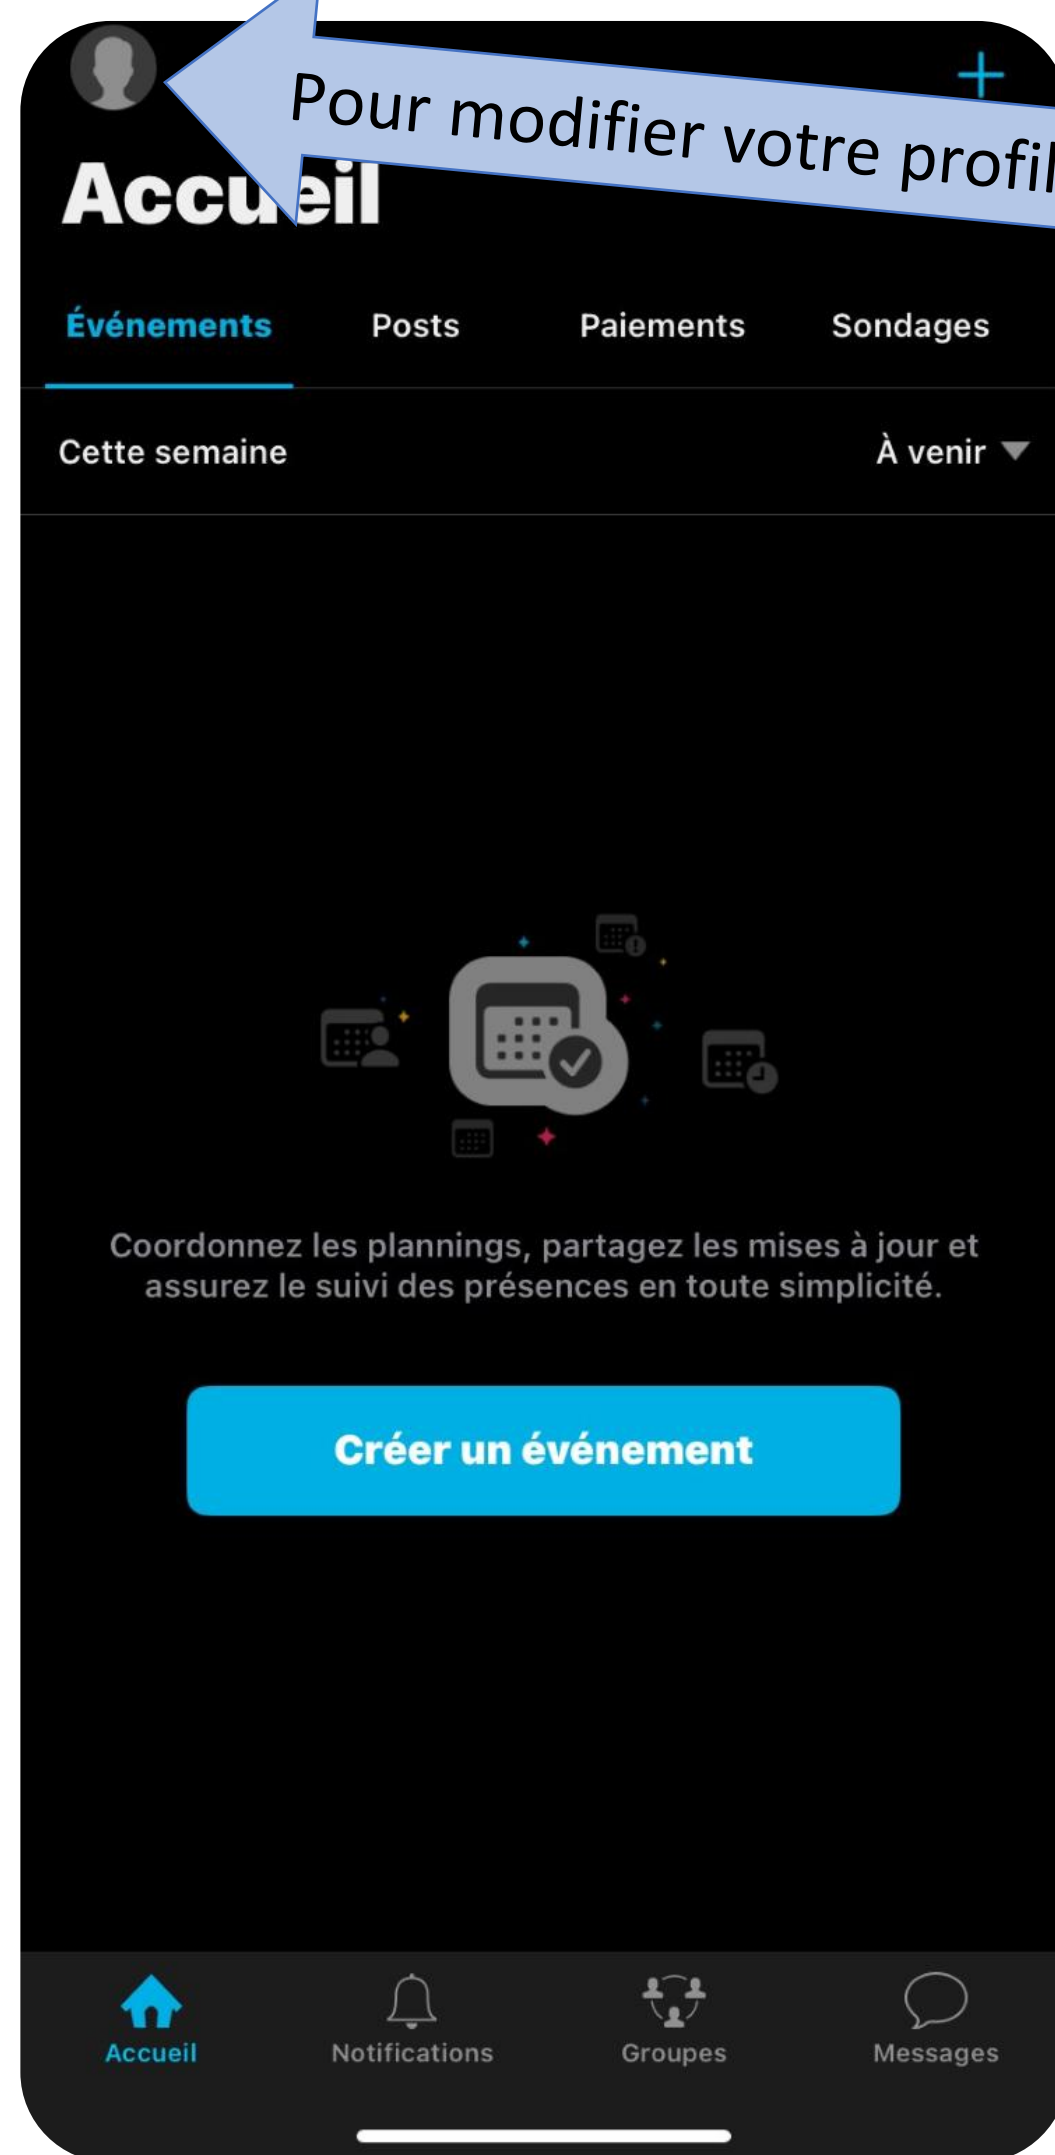 Pour modifier votre profil
Accueil
Événements Posts Paiements Sondages
Cette semaine À venir
Coordonnez les plannings, partagez les mises à jour et
assurez le suivi des présences en toute simplicité.
Créer un événement
Accueil Notifications Groupes Messages